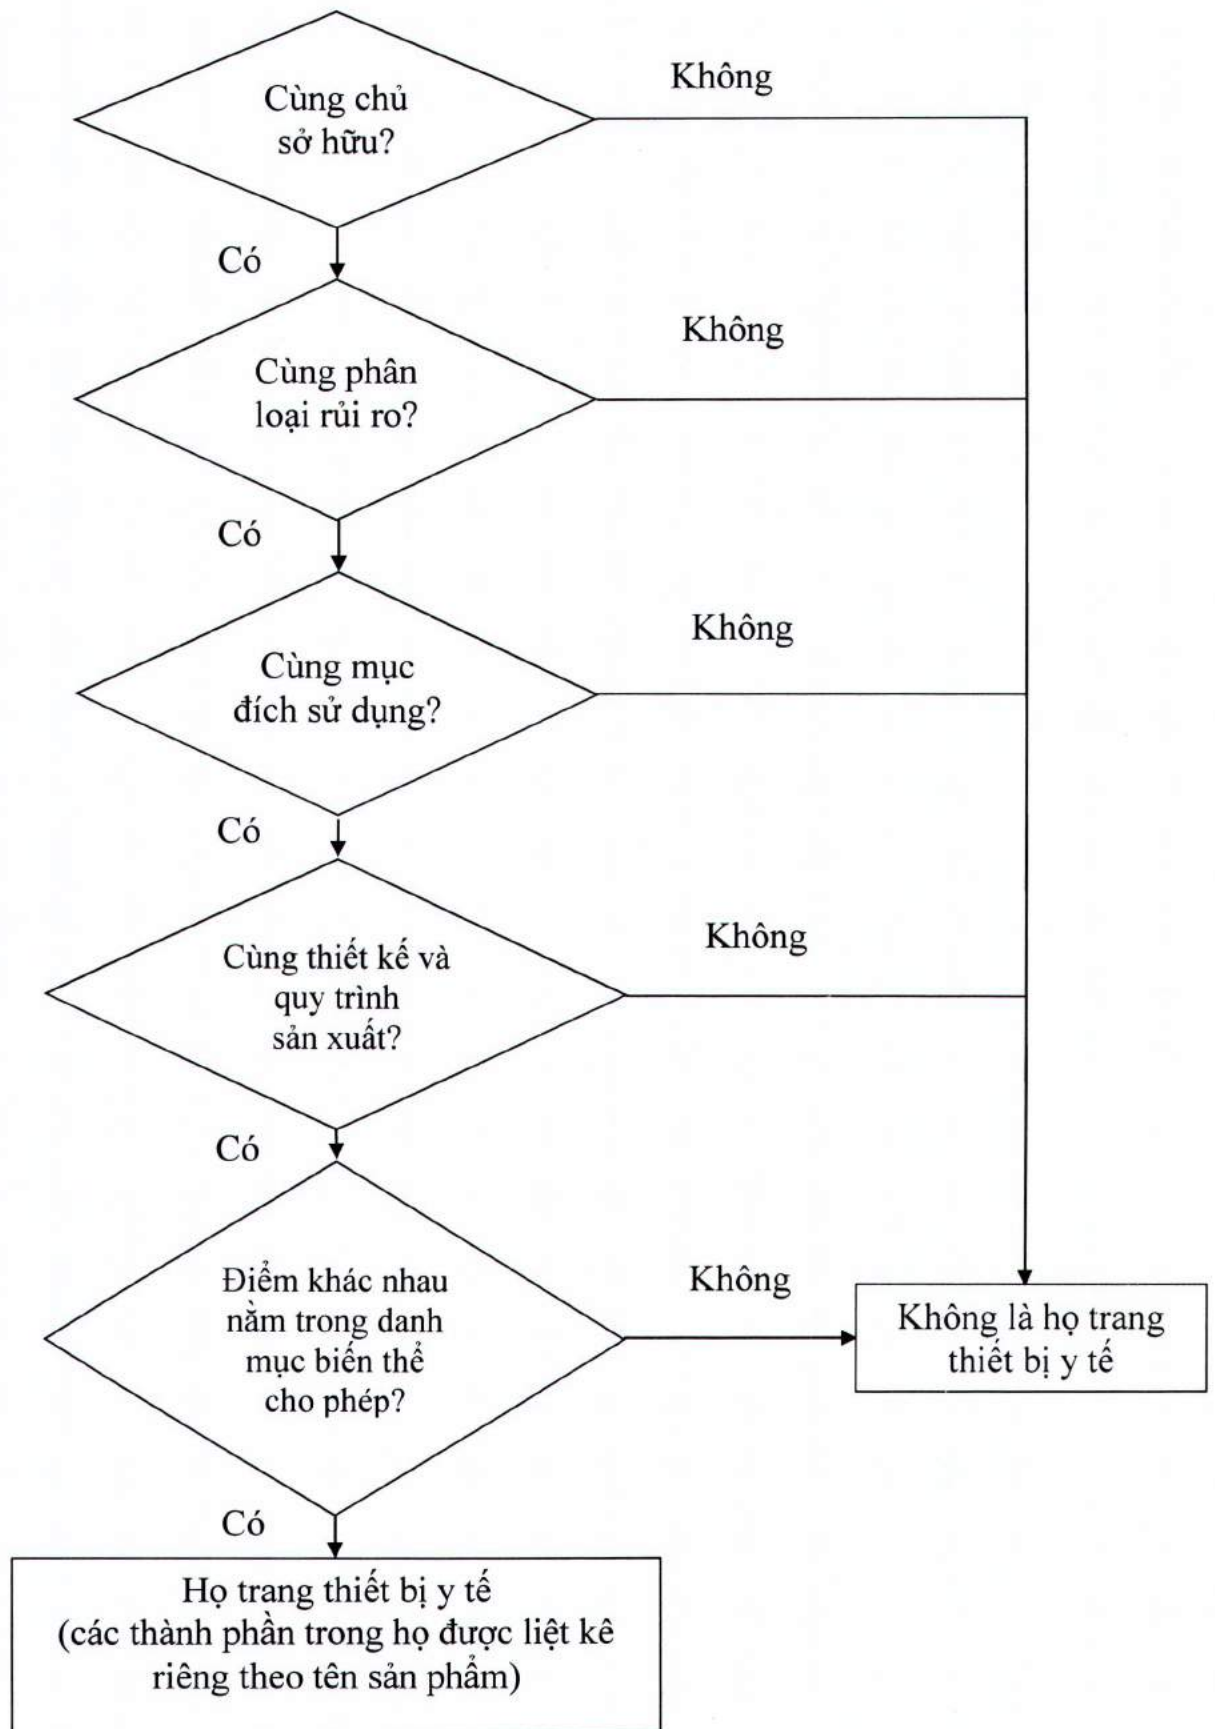 Cùng chủ
sở hữu?
Không
Có
Cùng phân
loại rủi ro?
Không
Có
Cùng mục
đích sử dụng?
Không
Có
Cùng thiết kế và
quy trình
sản xuất?
Không
Có
Điểm khác nhau
nằm trong danh
mục biến thể
cho phép?
Không
Không là họ trang
thiết bị y tế
Có
Họ trang thiết bị y tế
(các thành phần trong họ được liệt kê
riêng theo tên sản phẩm)